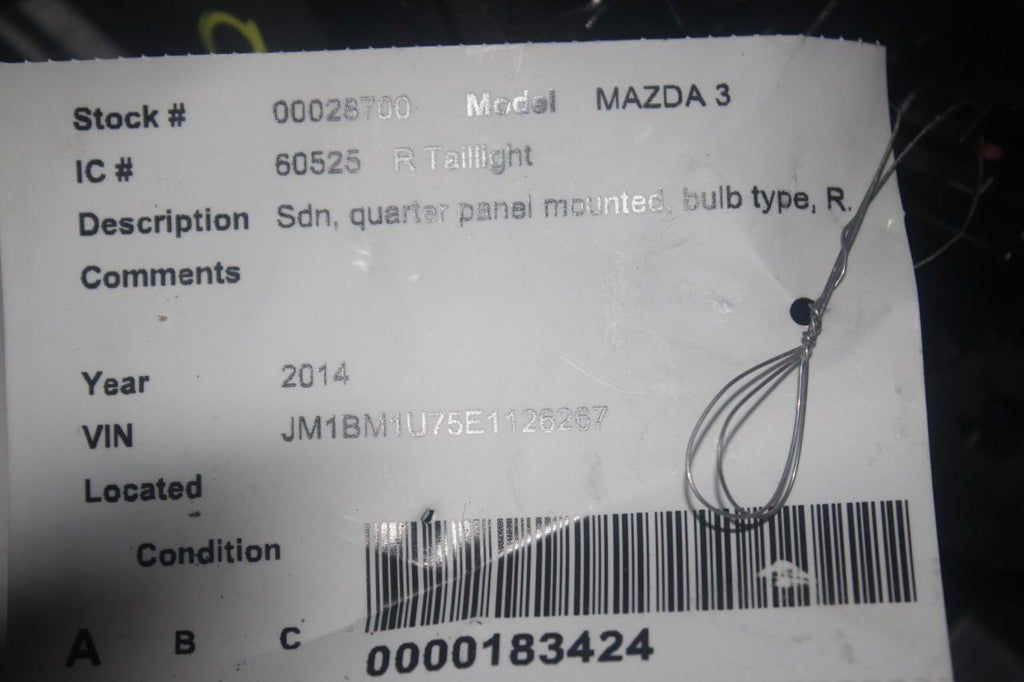 Stock # 00028700 Model MAZDA 3
IC # 60525 R Taillight
Description Sdn, quarter panel mounted, bulb type, R.
Comments
Year 2014
VIN JM1BM1U75E1126267
Located
Condition
A B C
0000183424